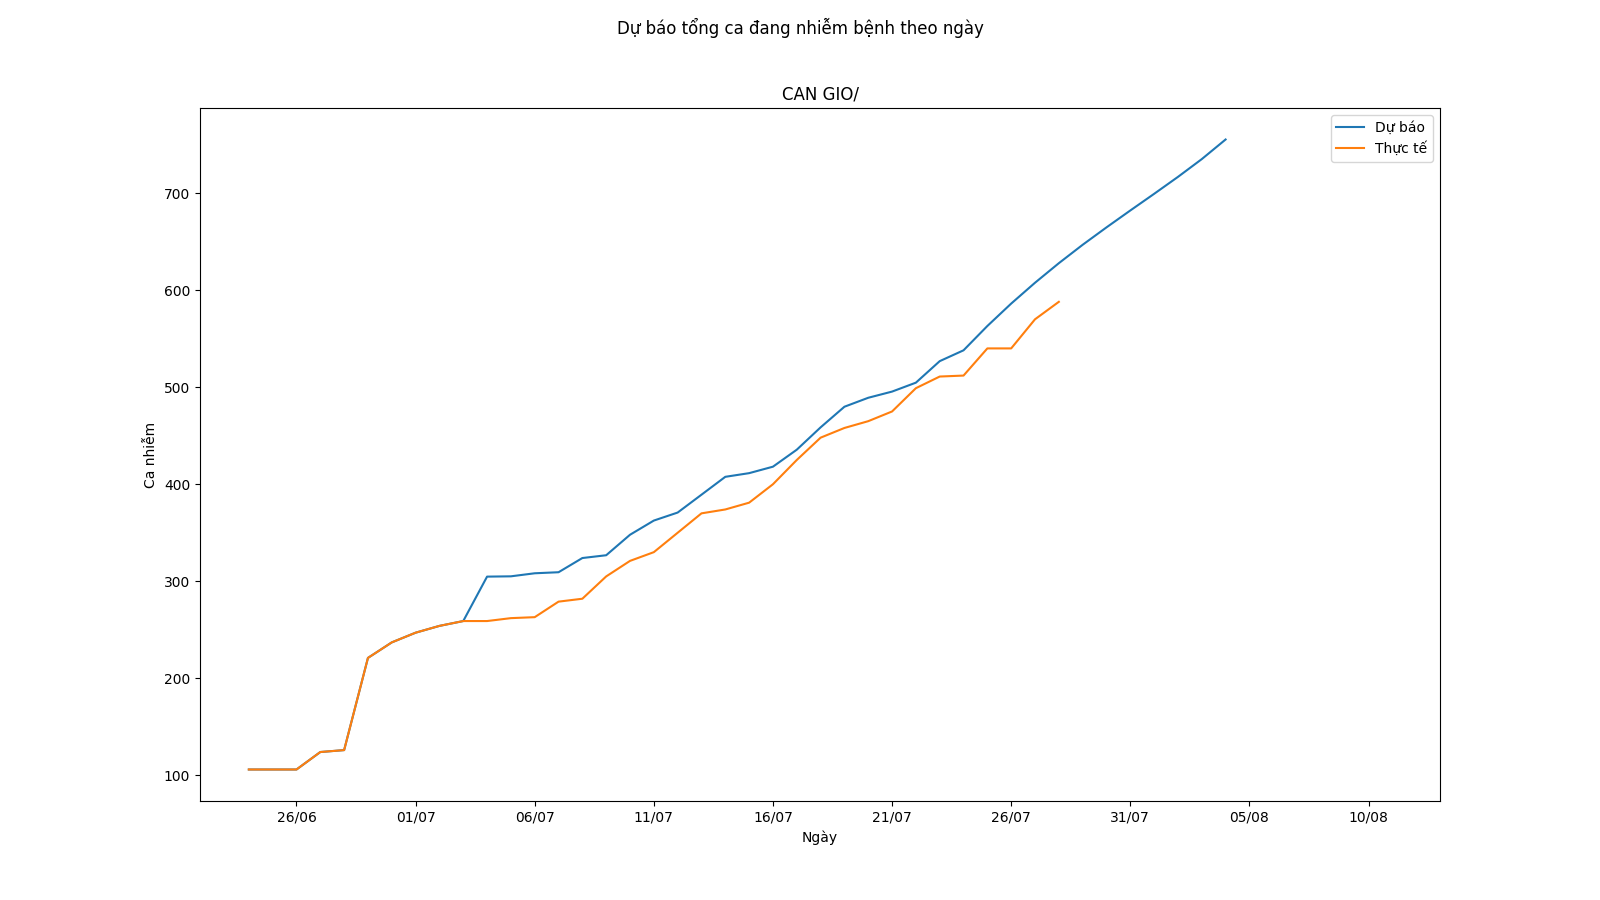 Dự báo tổng ca đang nhiễm bệnh theo ngày
CAN GIO/
Dự báo
Thực tế
700
600
500
400
300
200
100
Ca nhiễm
26/06 01/07 06/07 11/07 16/07 21/07 26/07 31/07 05/08 10/08
Ngày